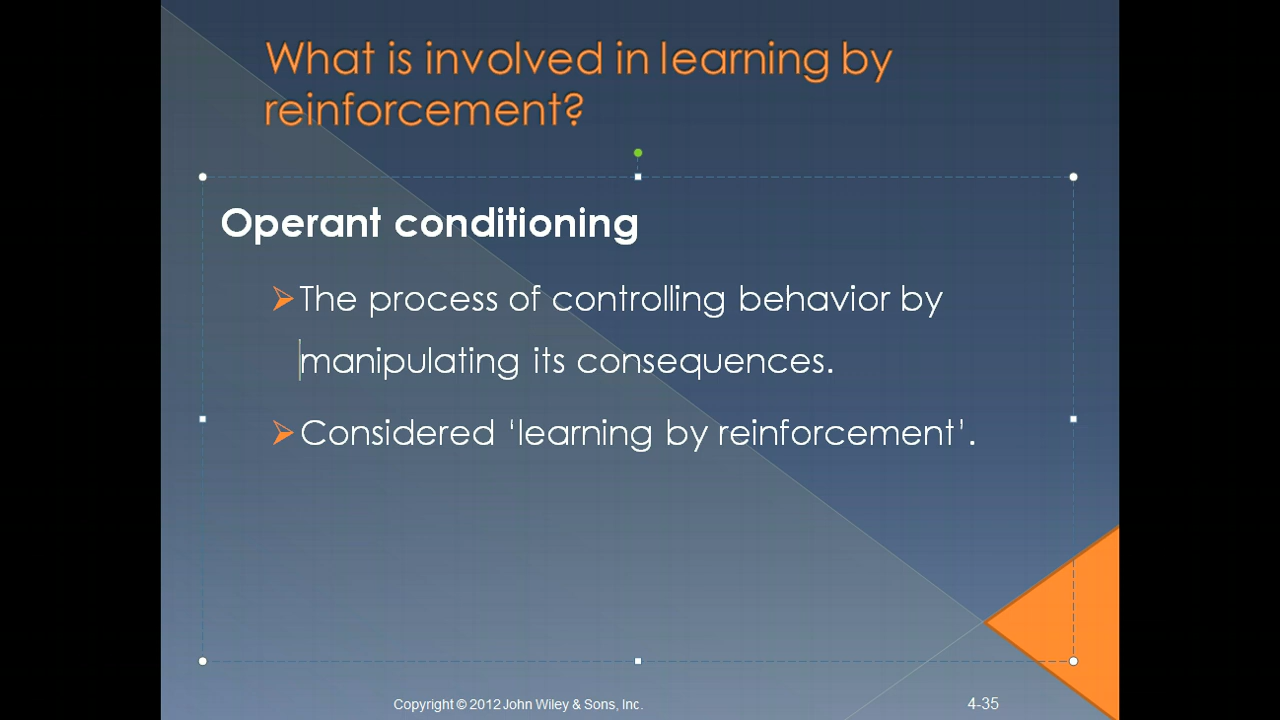 What is involved in learning by
reinforcement?
Operant conditioning
The process of controlling behavior by
manipulating its consequences.
Considered ‘learning by reinforcement’.
Copyright © 2012 John Wiley & Sons, Inc.
4-35